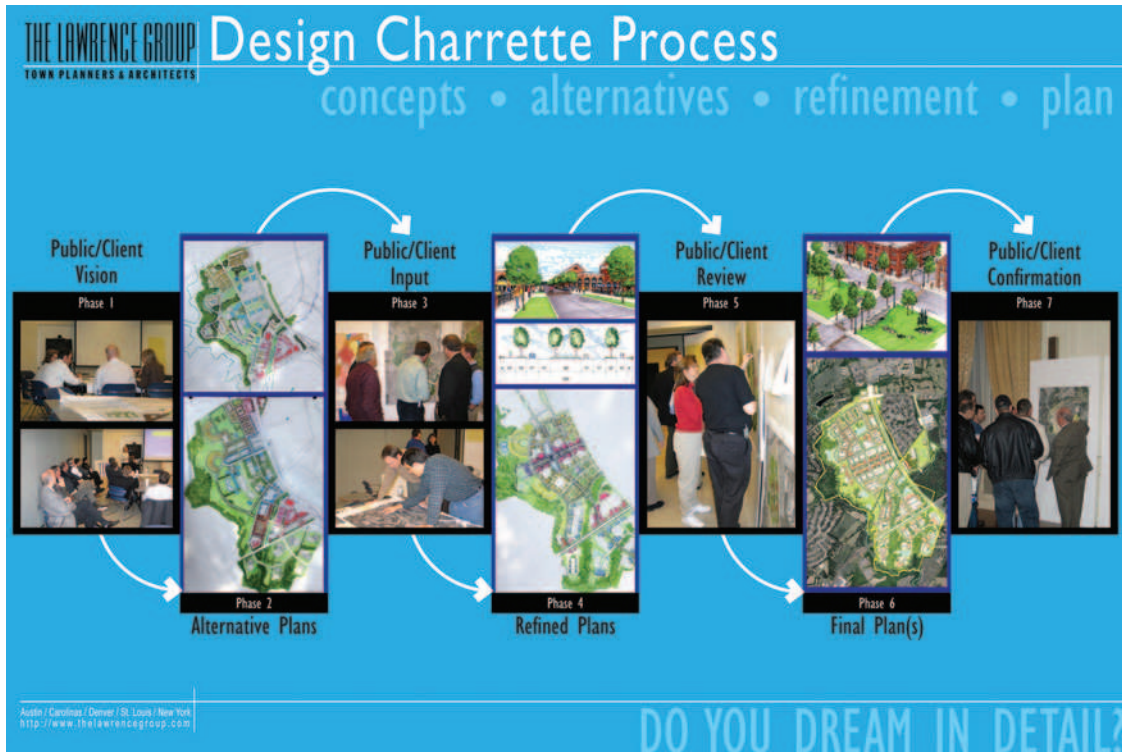 THE LAWRENCE GROUP
TOWN PLANNERS & ARCHITECTS
Design Charrette Process
concepts • alternatives • refinement • plan
Public/Client
Vision
Phase 1
Phase 2
Alternative Plans
Public/Client
Input
Phase 3
Phase 4
Refined Plans
Public/Client
Review
Phase 5
Phase 6
Final Plan(s)
Public/Client
Confirmation
Phase 7
Austin / Carolinas / Denver / St. Louis / New York
http://www.thelawrencegroup.com
DO YOU DREAM IN DETAIL?